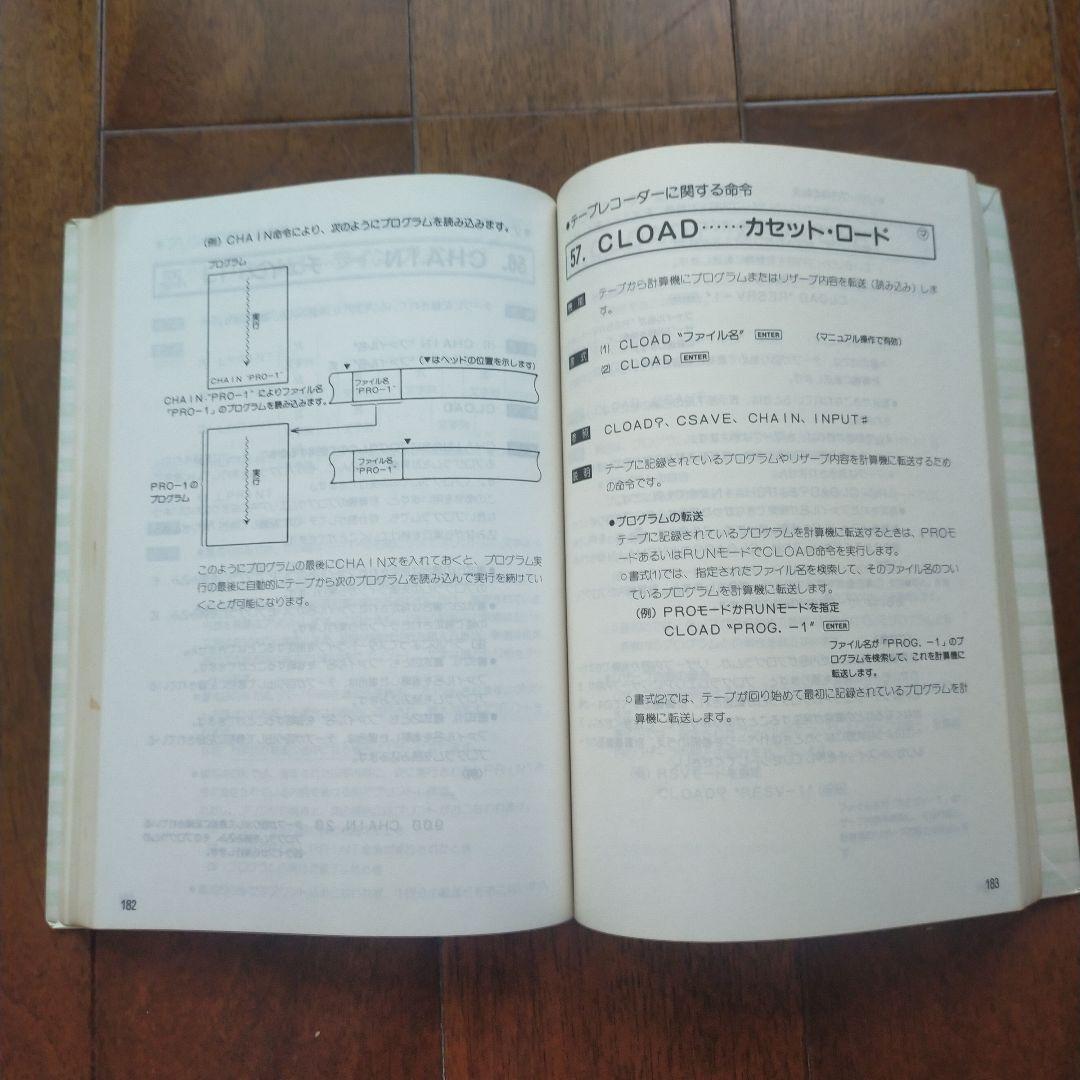 (例) CHAIN命令により、次のようにプログラムを読み込みます。
プログラム
実行
CHAIN "PRO-1"
CHAIN "PRO-1" によりファイル名
"PRO-1" のプログラムを読み込みます。
(▼はヘッドの位置を示します)
▼
ファイル名
"PRO-1"
PRO-1の
プログラム
実行
▼
ファイル名
"PRO-1"
このようにプログラムの最後にCHAIN文を入れておくと、プログラム実
行の最後に自動的にテープから次のプログラムを読み込んで実行を続けてい
くことが可能になります。
182
●テープレコーダーに関する命令
57. CLOAD……カセット・ロード マ
機能 テープから計算機にプログラムまたはリザーブ内容を転送(読み込み)しま
す。
書式 (1) CLOAD "ファイル名" ENTER (マニュアル操作で有効)
(2) CLOAD ENTER
参照 CLOAD?、CSAVE、CHAIN、INPUT#
説明 テープに記録されているプログラムやリザーブ内容を計算機に転送するため
の命令です。
●プログラムの転送
テープに記録されているプログラムを計算機に転送するときは、PROモ
ードあるいはRUNモードでCLOAD命令を実行します。
○書式(1)では、指定されたファイル名を検索して、そのファイル名のつい
ているプログラムを計算機に転送します。
(例) PROモードかRUNモードを指定
CLOAD "PROG. -1" ENTER
ファイル名が「PROG. -1」のプ
ログラムを検索して、これを計算機に
転送します。
○書式(2)では、テープが回り始めて最初に記録されているプログラムを計
算機に転送します。
183